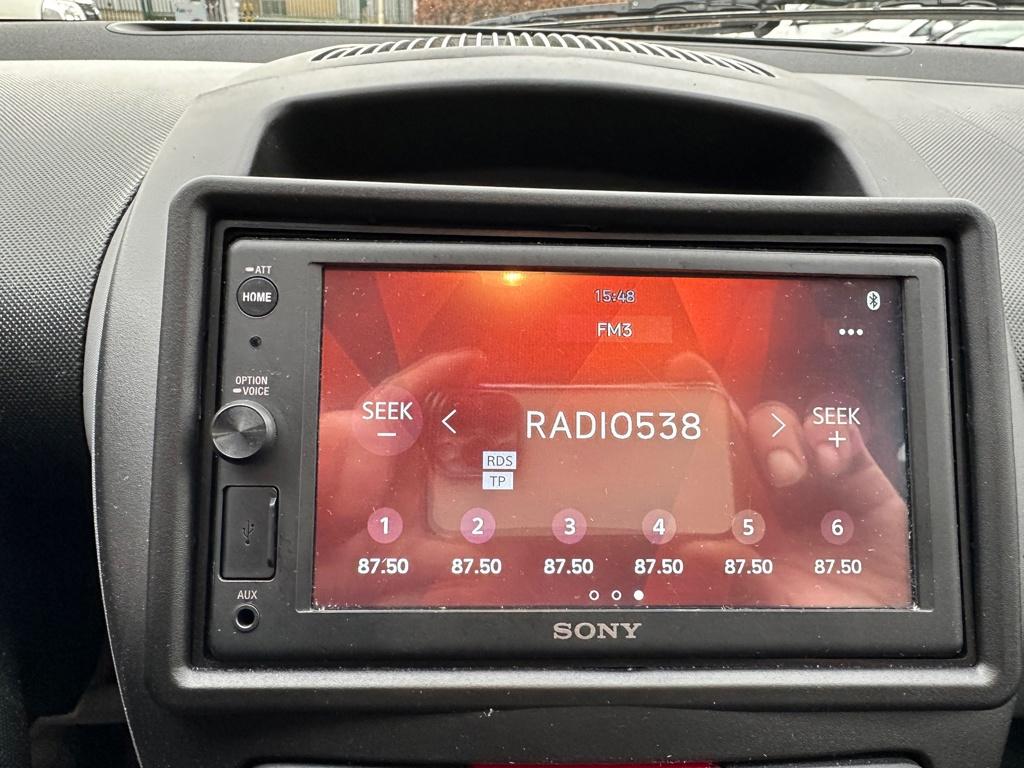 ATT
HOME
OPTION
VOICE
AUX
15:48
FM3
SEEK
−
RADIO538
SEEK
+
RDS
TP
1 2 3 4 5 6
87.50 87.50 87.50 87.50 87.50 87.50
SONY